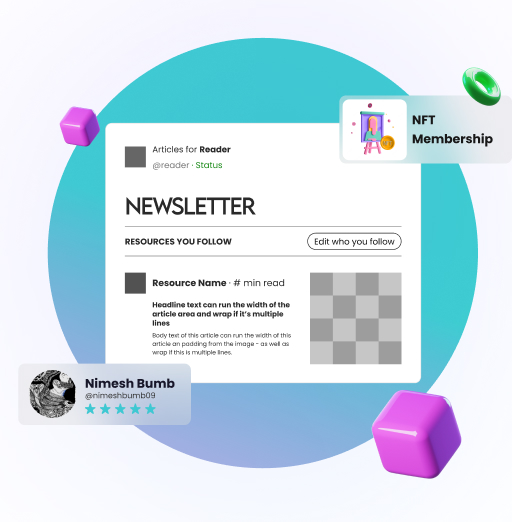 NFT
Membership
Articles for Reader
@reader · Status
NEWSLETTER
RESOURCES YOU FOLLOW
Edit who you follow
Resource Name · # min read
Headline text can run the width of the
article area and wrap if it's multiple
lines
Body text of this article can run the width of this
article an padding from the image - as well as
wrap if this is multiple lines.
Nimesh Bumb
@nimeshbumb09